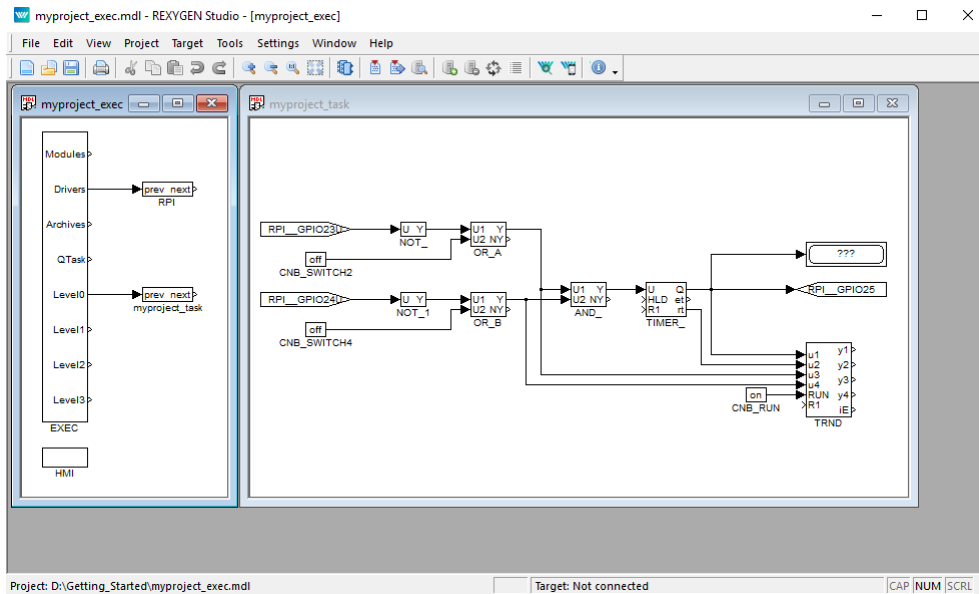 myproject_exec.mdl - REXYGEN Studio - [myproject_exec]
File Edit View Project Target Tools Settings Window Help
myproject_exec
Modules
Drivers
prev next
RPI
Archives
QTask
Level0
prev next
myproject_task
Level1
Level2
Level3
EXEC
HMI
myproject_task
RPI__GPIO23U
U Y
NOT_
U1 Y
U2 NY
OR_A
off
CNB_SWITCH2
RPI__GPIO24U
U Y
NOT_1
U1 Y
U2 NY
OR_B
off
CNB_SWITCH4
U1 Y
U2 NY
AND_
U Q
HLD et
R1 rt
TIMER_
???
RPI__GPIO25
on
CNB_RUN
u1 y1
u2 y2
u3 y3
u4 y4
RUN
R1 iE
TRND
Project: D:\Getting_Started\myproject_exec.mdl
Target: Not connected
CAP NUM SCRL